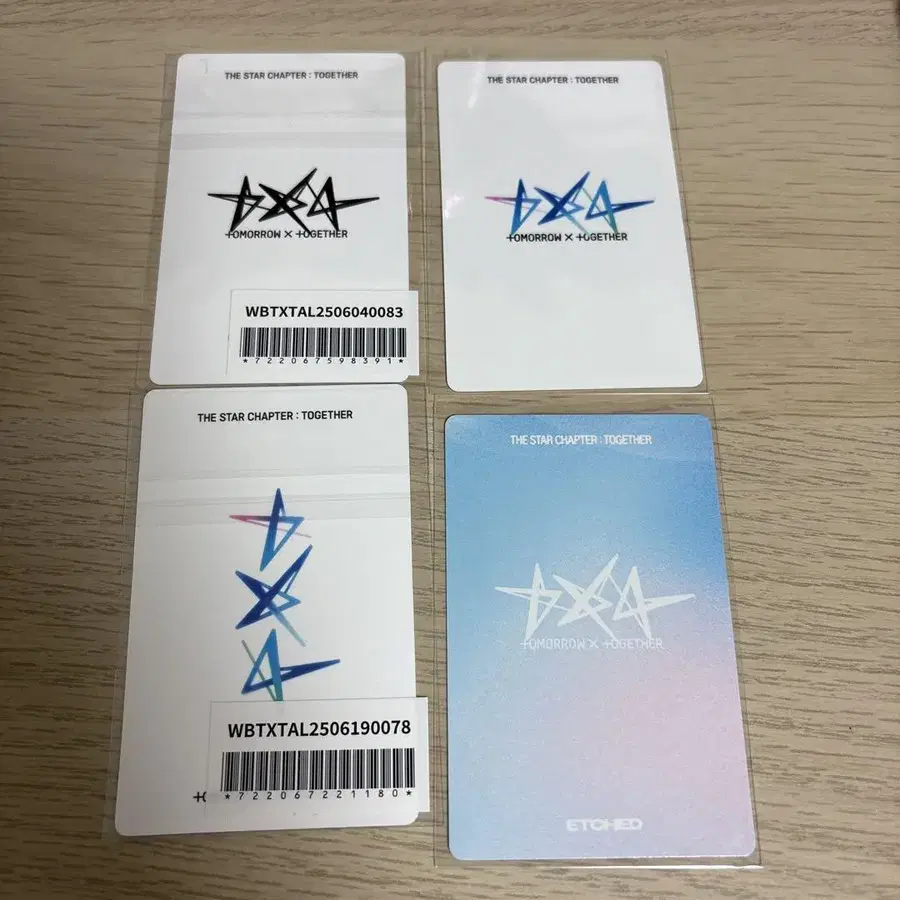 THE STAR CHAPTER : TOGETHER
TOMORROW X TOGETHER
WBTXTAL2506040083
*722067598391*
THE STAR CHAPTER : TOGETHER
TOMORROW X TOGETHER
THE STAR CHAPTER : TOGETHER
WBTXTAL2506190078
*722067221180*
THE STAR CHAPTER : TOGETHER
TOMORROW X TOGETHER
ETCHED